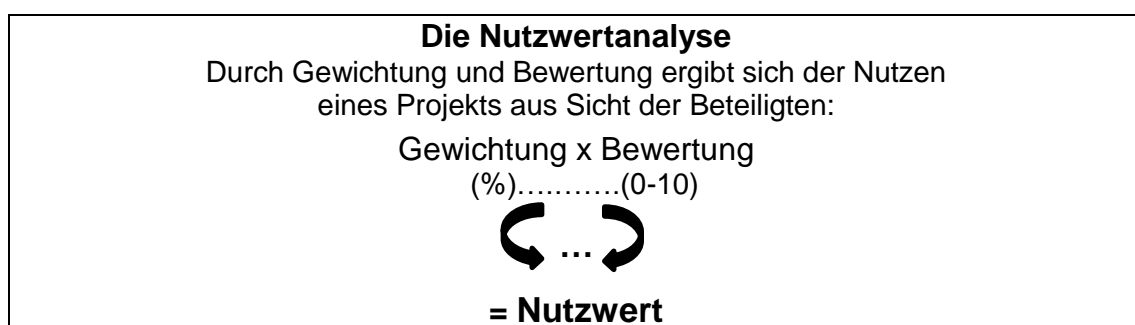 Die Nutzwertanalyse
Durch Gewichtung und Bewertung ergibt sich der Nutzen
eines Projekts aus Sicht der Beteiligten:
Gewichtung x Bewertung
(%)………..(0-10)
…
= Nutzwert